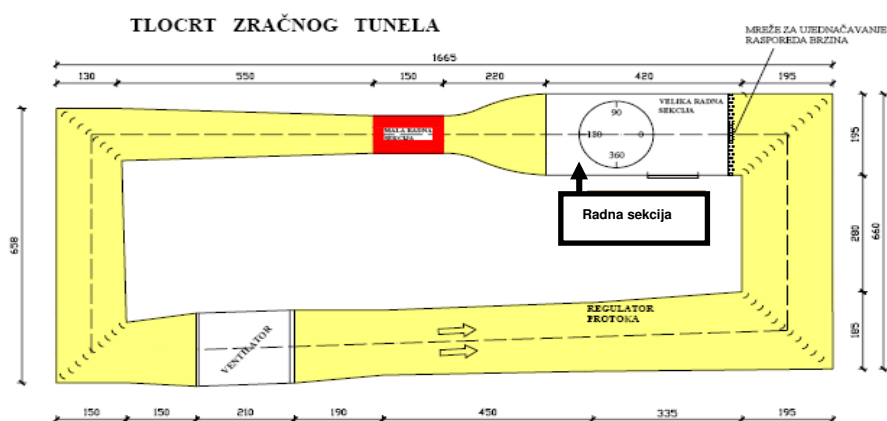 TLOCRT ZRAČNOG TUNELA
MREŽE ZA UJEDNAČAVANJE
RASPOREDA BRZINA
1665
130 550 150 220 420 195
MALA RADNA
SEKCIJA
VELIKA RADNA
SEKCIJA
90
180 0
360
658
195
280
660
185
Radna sekcija
REGULATOR
PROTOKA
VENTILATOR
150 150 210 190 450 335 195